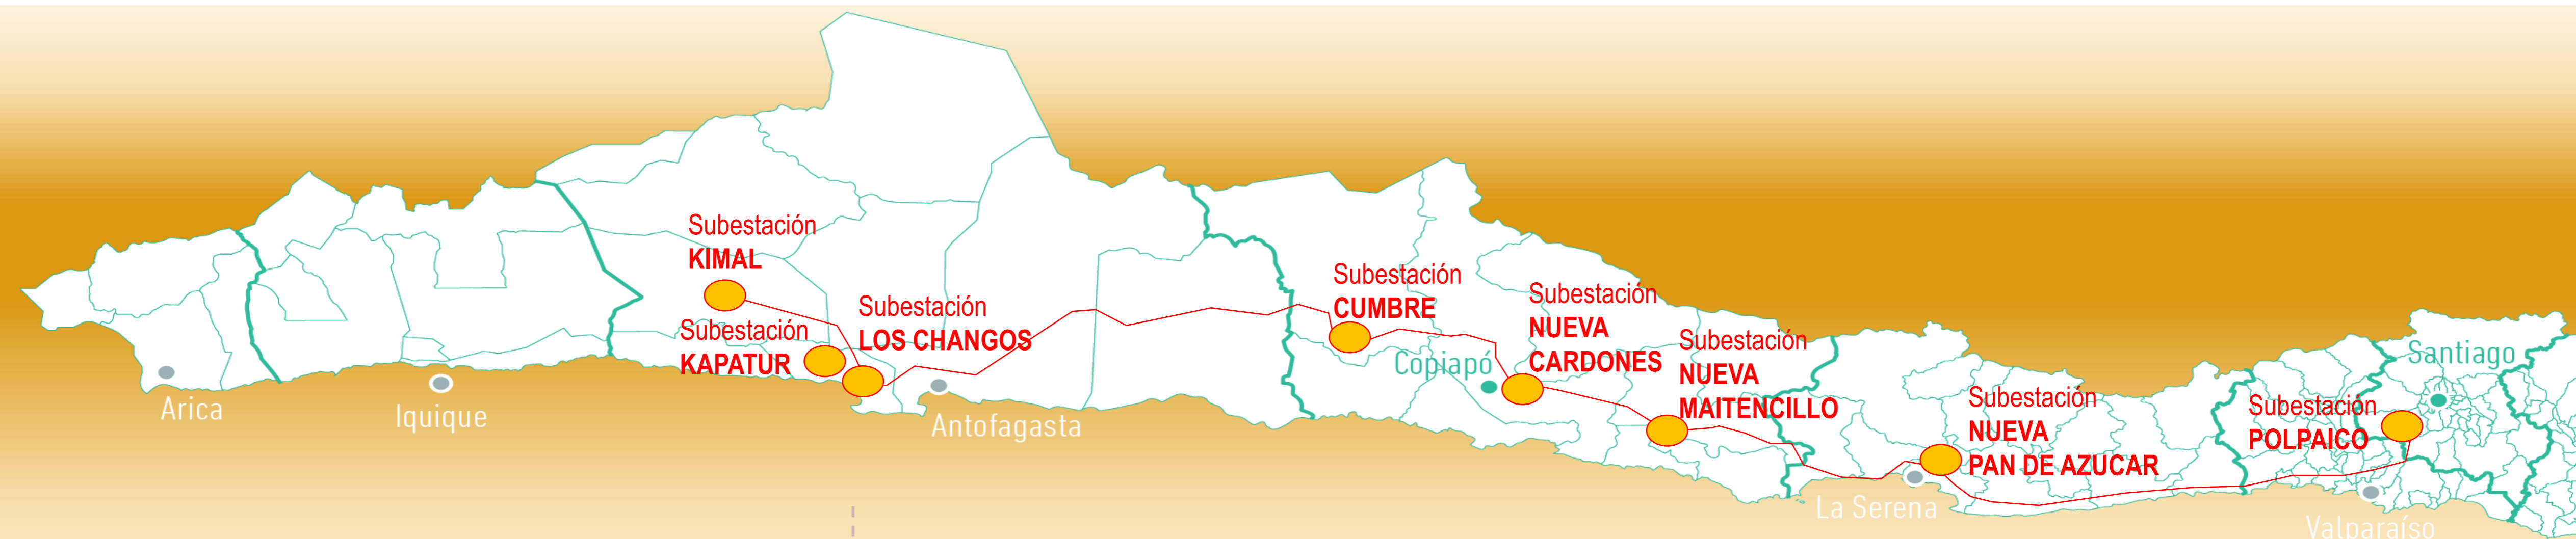 Subestación
KIMAL
Subestación
KAPATUR
Subestación
LOS CHANGOS
Subestación
CUMBRE
Subestación
NUEVA
CARDONES
Subestación
NUEVA
MAITENCILLO
Subestación
NUEVA
PAN DE AZUCAR
Subestación
POLPAICO
Arica
Iquique
Antofagasta
Copiapó
La Serena
Valparaíso
Santiago